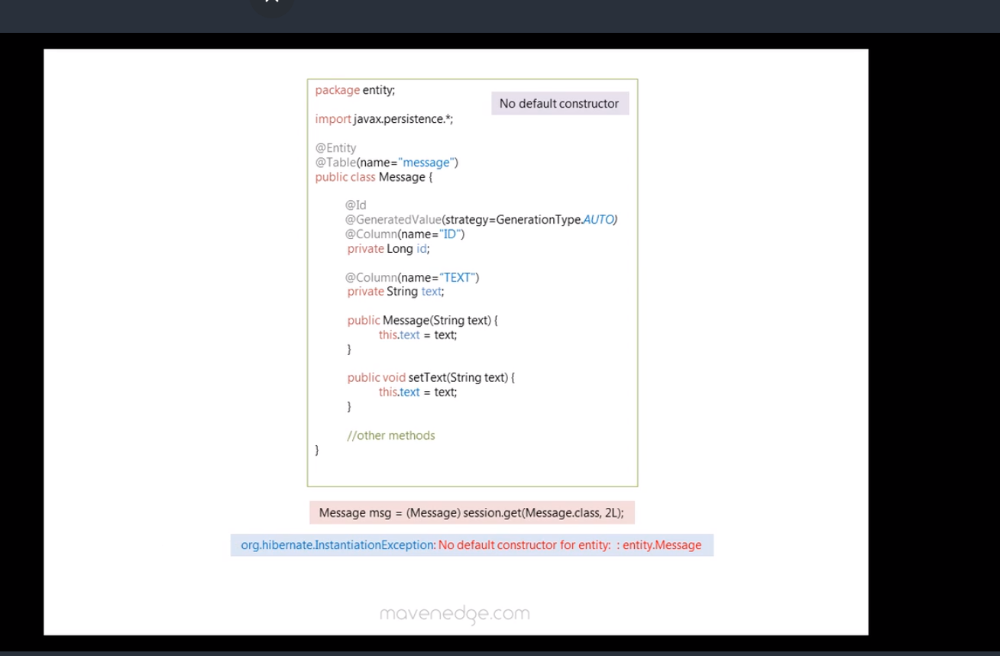 package entity;
No default constructor
import javax.persistence.*;
@Entity
@Table(name="message")
public class Message {
@Id
@GeneratedValue(strategy=GenerationType.AUTO)
@Column(name="ID")
private Long id;
@Column(name="TEXT")
private String text;
public Message(String text) {
this.text = text;
}
public void setText(String text) {
this.text = text;
}
//other methods
}
Message msg = (Message) session.get(Message.class, 2L);
org.hibernate.InstantiationException: No default constructor for entity:  : entity.Message
mavenedge.com